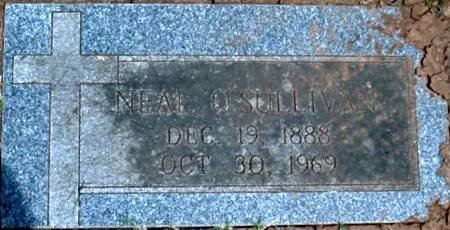 NEAL O'SULLIVAN
DEC. 19, 1888
OCT. 30, 1969